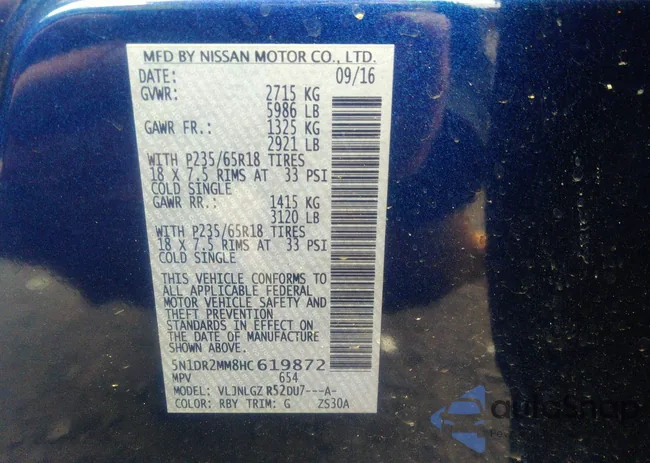 MFD BY NISSAN MOTOR CO., LTD.
DATE: 09/16
GVWR: 2715 KG
5986 LB
GAWR FR.: 1325 KG
2921 LB
WITH P235/65R18 TIRES
18 X 7.5 RIMS AT 33 PSI
COLD SINGLE
GAWR RR.: 1415 KG
3120 LB
WITH P235/65R18 TIRES
18 X 7.5 RIMS AT 33 PSI
COLD SINGLE
THIS VEHICLE CONFORMS TO
ALL APPLICABLE FEDERAL
MOTOR VEHICLE SAFETY AND
THEFT PREVENTION
STANDARDS IN EFFECT ON
THE DATE OF MANUFACTURE
SHOWN ABOVE.
5N1DR2MM8HC619872
MPV 654
MODEL: VLJNLGZ R52DU7---A-
COLOR: RBY TRIM: G ZS30A
autoSnap